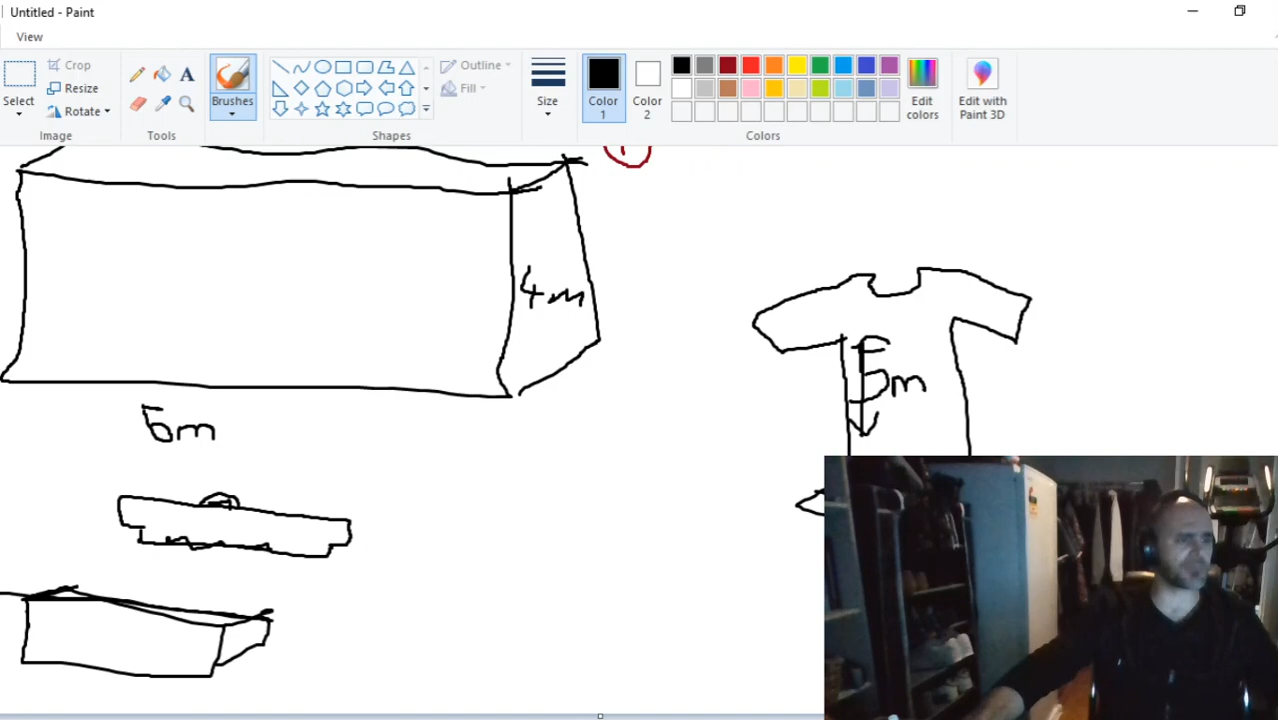 Untitled - Paint
View
Select
Crop
Resize
Rotate
Image
Tools
Brushes
Shapes
Outline
Fill
Size
Color 1
Color 2
Edit colors
Edit with Paint 3D
Colors
4m
5m
5m